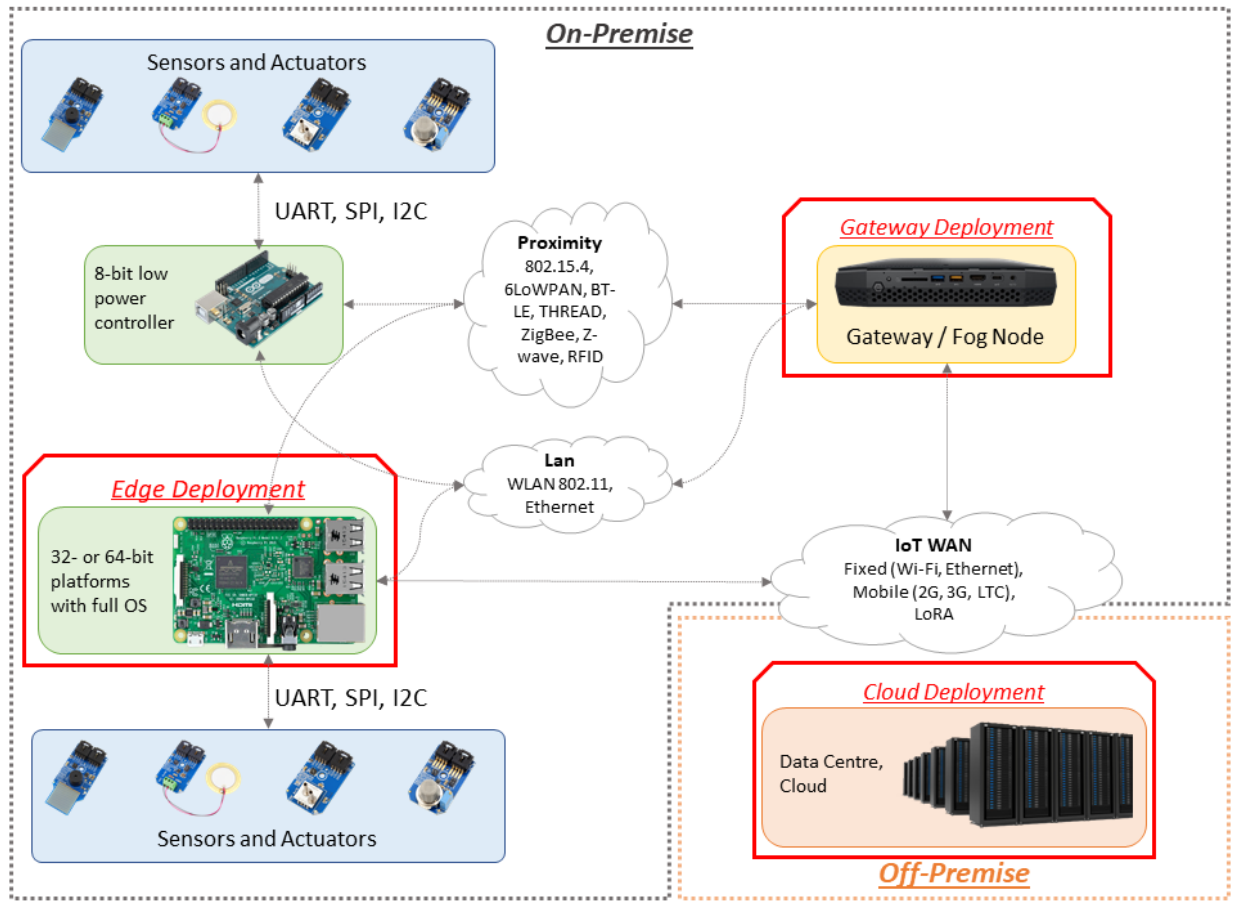 On-Premise
Sensors and Actuators
UART, SPI, I2C
8-bit low
power
controller
Proximity
802.15.4,
6LoWPAN, BT-
LE, THREAD,
ZigBee, Z-
wave, RFID
Gateway Deployment
Gateway / Fog Node
Lan
WLAN 802.11,
Ethernet
Edge Deployment
32- or 64-bit
platforms
with full OS
HDMI
IoT WAN
Fixed (Wi-Fi, Ethernet),
Mobile (2G, 3G, LTC),
LoRA
UART, SPI, I2C
Sensors and Actuators
Cloud Deployment
Data Centre,
Cloud
Off-Premise